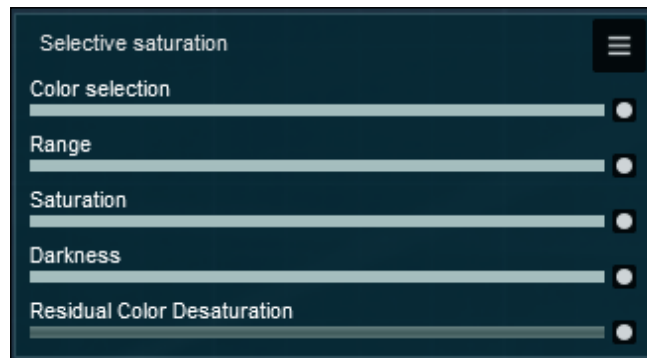 Selective saturation
Color selection
Range
Saturation
Darkness
Residual Color Desaturation